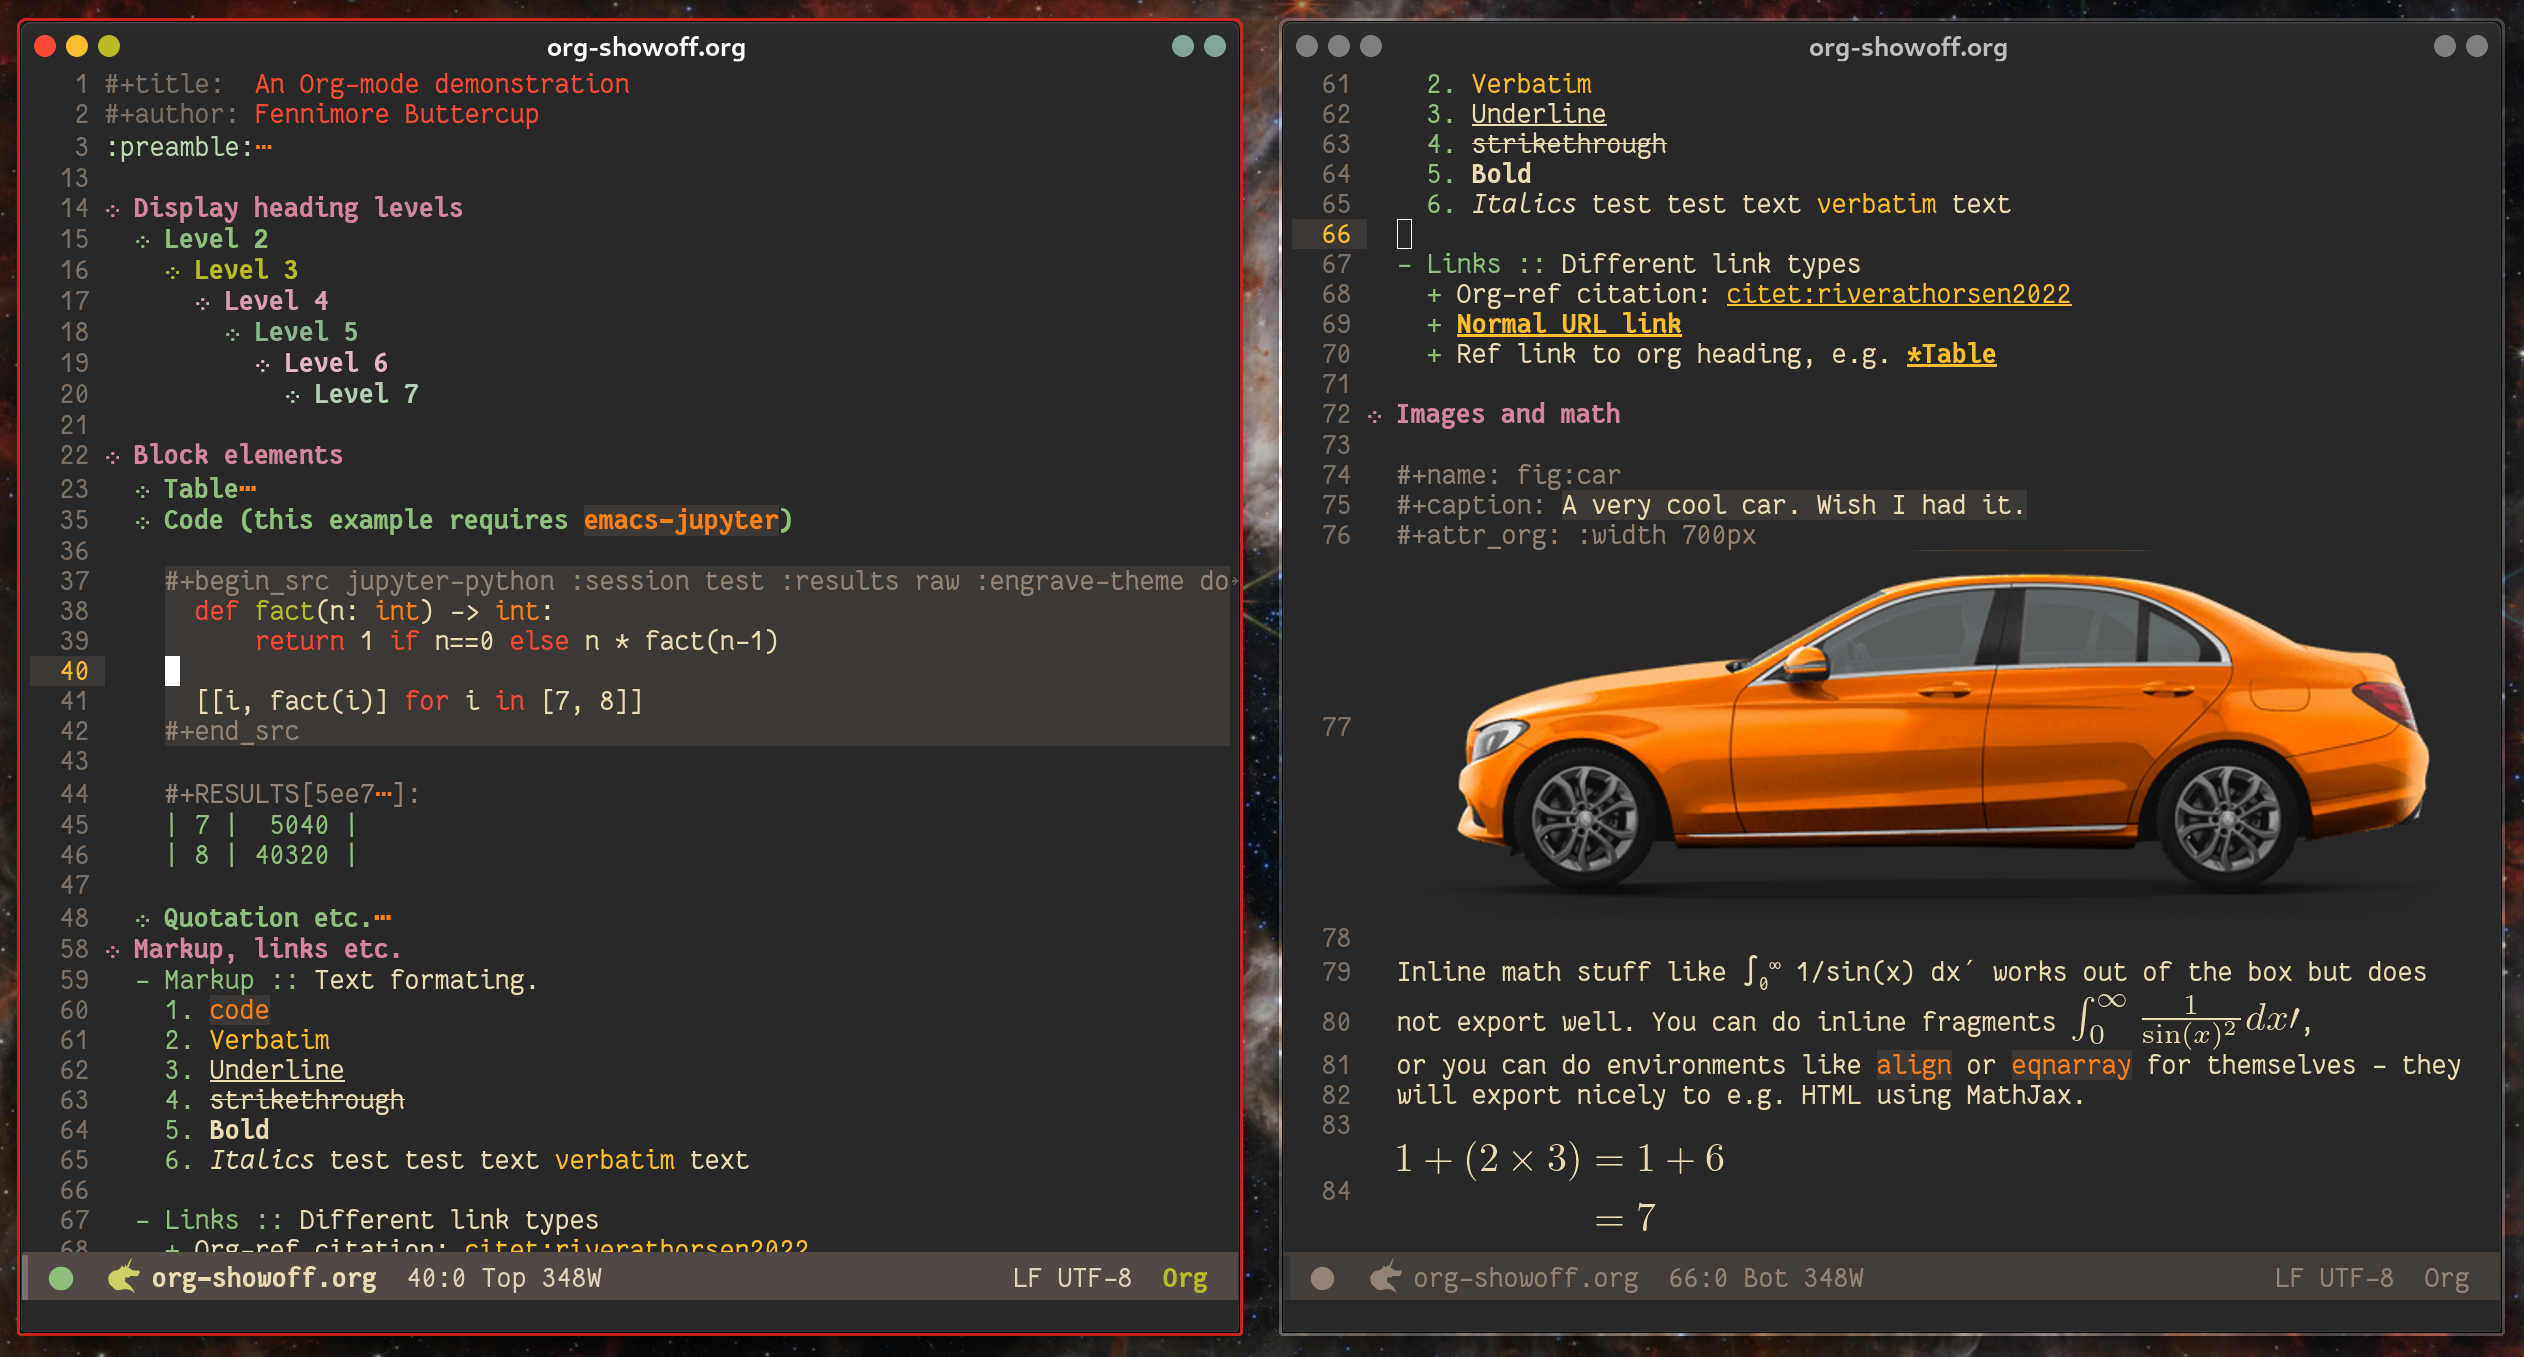 org-showoff.org
1 #+title:  An Org-mode demonstration
2 #+author: Fennimore Buttercup
3 :preamble:…
13
14 Display heading levels
15 Level 2
16 Level 3
17 Level 4
18 Level 5
19 Level 6
20 Level 7
21
22 Block elements
23 Table…
35 Code (this example requires emacs-jupyter)
36
37 #+begin_src jupyter-python :session test :results raw :engrave-theme do
38 def fact(n: int) -> int:
39 return 1 if n==0 else n * fact(n-1)
40
41 [[i, fact(i)] for i in [7, 8]]
42 #+end_src
43
44 #+RESULTS[5ee7…]:
45 | 7 |  5040 |
46 | 8 | 40320 |
47
48 Quotation etc.…
58 Markup, links etc.
59 - Markup :: Text formating.
60 1. code
61 2. Verbatim
62 3. Underline
63 4. strikethrough
64 5. Bold
65 6. Italics test test text verbatim text
66
67 - Links :: Different link types
68 + Org-ref citation: citet:riverathorsen2022
org-showoff.org 40:0 Top 348W LF UTF-8 Org
org-showoff.org
61 2. Verbatim
62 3. Underline
63 4. strikethrough
64 5. Bold
65 6. Italics test test text verbatim text
66
67 - Links :: Different link types
68 + Org-ref citation: citet:riverathorsen2022
69 + Normal URL link
70 + Ref link to org heading, e.g. *Table
71
72 Images and math
73
74 #+name: fig:car
75 #+caption: A very cool car. Wish I had it.
76 #+attr_org: :width 700px
77
78
79 Inline math stuff like ∫₀^∞ 1/sin(x) dx´ works out of the box but does
80 not export well. You can do inline fragments ∫₀^∞ 1/sin(x)² dx′,
81 or you can do environments like align or eqnarray for themselves - they
82 will export nicely to e.g. HTML using MathJax.
83
84 1 + (2 × 3) = 1 + 6
= 7
org-showoff.org 66:0 Bot 348W LF UTF-8 Org